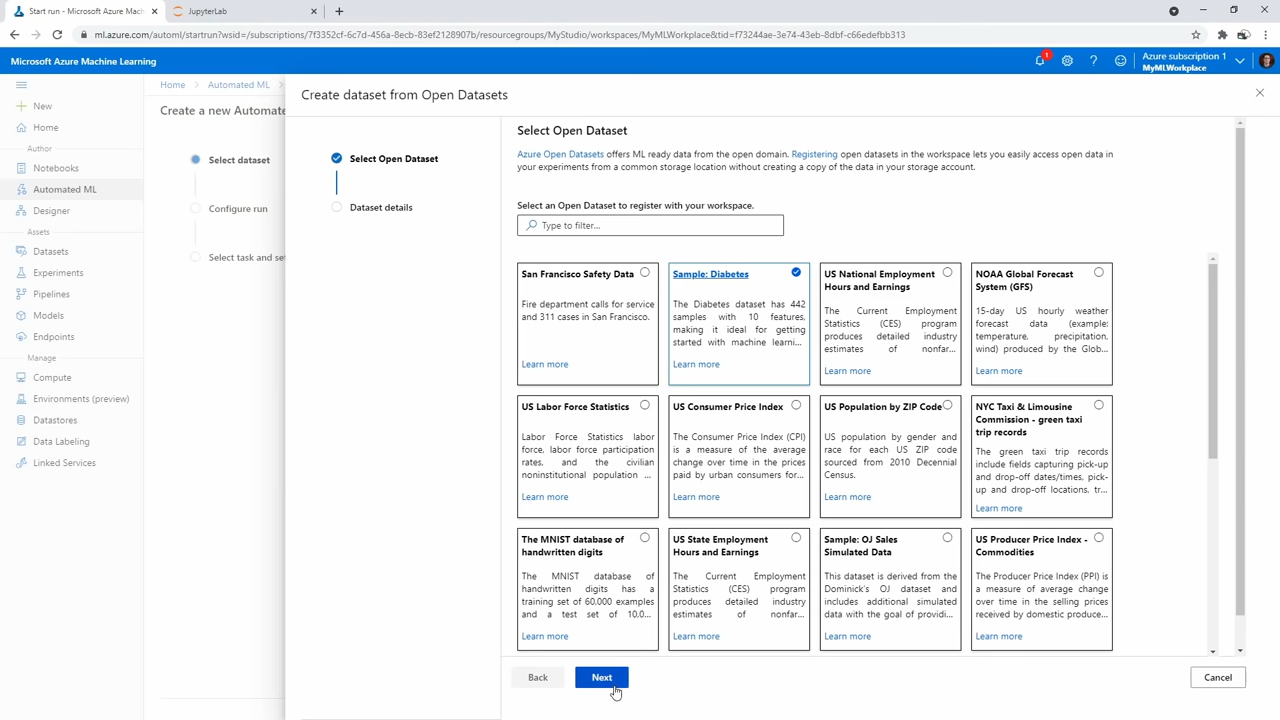 Start run - Microsoft Azure Machi
JupyterLab
ml.azure.com/automl/startrun?wsid=/subscriptions/7f3352cf-6c7d-456a-8ecb-83ef2128907b/resourcegroups/MyStudio/workspaces/MyMLWorkplace&tid=f73244ae-3e74-43eb-8dbf-c66edefbb313
Microsoft Azure Machine Learning
1
Azure subscription 1
MyMLWorkplace
New
Home
Author
Notebooks
Automated ML
Designer
Assets
Datasets
Experiments
Pipelines
Models
Endpoints
Manage
Compute
Environments (preview)
Datastores
Data Labeling
Linked Services
Home > Automated ML >
Create a new Automate
Select dataset
Configure run
Select task and set
Create dataset from Open Datasets
Select Open Dataset
Dataset details
Select Open Dataset
Azure Open Datasets offers ML ready data from the open domain. Registering open datasets in the workspace lets you easily access open data in
your experiments from a common storage location without creating a copy of the data in your storage account.
Select an Open Dataset to register with your workspace.
Type to filter...
San Francisco Safety Data
Fire department calls for service
and 311 cases in San Francisco.
Learn more
Sample: Diabetes
The Diabetes dataset has 442
samples with 10 features,
making it ideal for getting
started with machine learni...
Learn more
US National Employment
Hours and Earnings
The Current Employment
Statistics (CES) program
produces detailed industry
estimates of nonfar...
Learn more
NOAA Global Forecast
System (GFS)
15-day US hourly weather
forecast data (example:
temperature, precipitation,
wind) produced by the Glob...
Learn more
US Labor Force Statistics
Labor Force Statistics labor
force, labor force participation
rates, and the civilian
noninstitutional population ...
Learn more
US Consumer Price Index
The Consumer Price Index (CPI)
is a measure of the average
change over time in the prices
paid by urban consumers for...
Learn more
US Population by ZIP Code
US population by gender and
race for each US ZIP code
sourced from 2010 Decennial
Census.
Learn more
NYC Taxi & Limousine
Commission - green taxi
trip records
The green taxi trip records
include fields capturing pick-up
and drop-off dates/times, pick-
up and drop-off locations, tr...
Learn more
The MNIST database of
handwritten digits
The MNIST database of
handwritten digits has a
training set of 60,000 examples
and a test set of 10,0...
Learn more
US State Employment
Hours and Earnings
The Current Employment
Statistics (CES) program
produces detailed industry
estimates of nonfar...
Learn more
Sample: OJ Sales
Simulated Data
This dataset is derived from the
Dominick's OJ dataset and
includes additional simulated
data with the goal of providi...
Learn more
US Producer Price Index -
Commodities
The Producer Price Index (PPI) is
a measure of average change
over time in the selling prices
received by domestic produce...
Learn more
Back
Next
Cancel